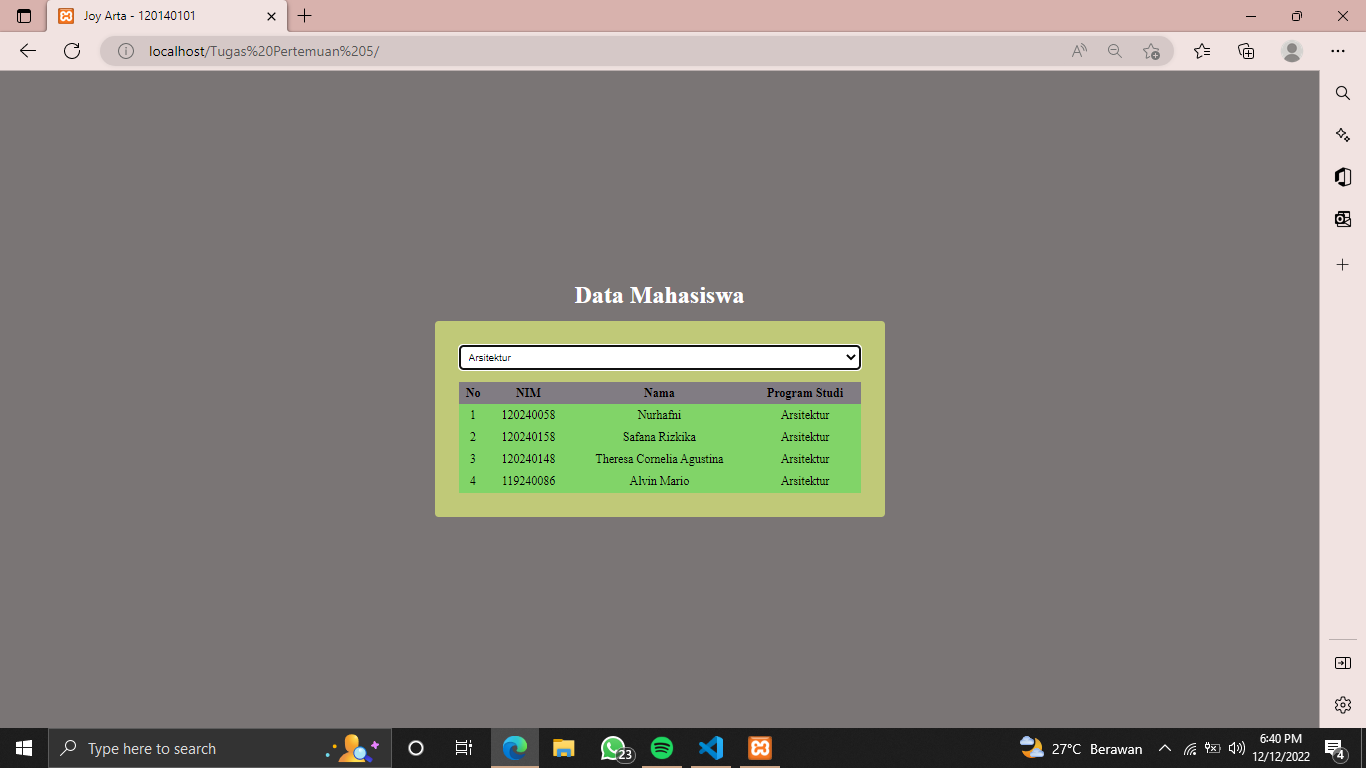 Joy Arta - 120140101
localhost/Tugas%20Pertemuan%205/
Data Mahasiswa
Arsitektur
No NIM Nama Program Studi
1 120240058 Nurhafni Arsitektur
2 120240158 Safana Rizkika Arsitektur
3 120240148 Theresa Cornelia Agustina Arsitektur
4 119240086 Alvin Mario Arsitektur
Type here to search
23
27°C Berawan
6:40 PM
12/12/2022
4